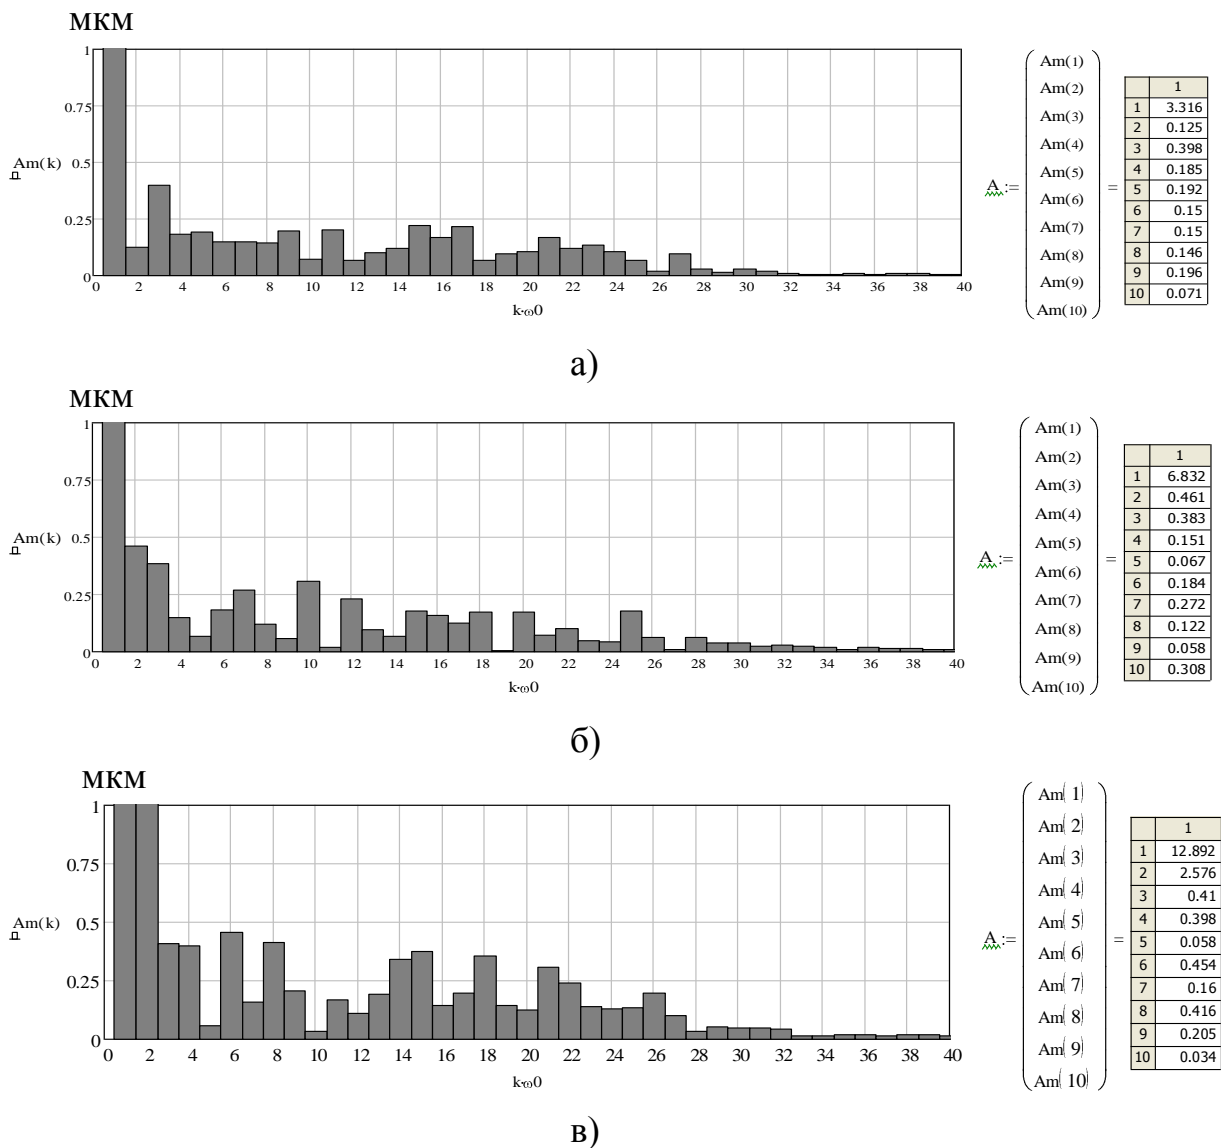 МКМ
1
0.75
0.5
0.25
0
Am(k)
0 2 4 6 8 10 12 14 16 18 20 22 24 26 28 30 32 34 36 38 40
k·ω0
A :=
Am(1)
Am(2)
Am(3)
Am(4)
Am(5)
Am(6)
Am(7)
Am(8)
Am(9)
Am(10)
=
1
1 3.316
2 0.125
3 0.398
4 0.185
5 0.192
6 0.15
7 0.15
8 0.146
9 0.196
10 0.071
а)
МКМ
1
0.75
0.5
0.25
0
Am(k)
0 2 4 6 8 10 12 14 16 18 20 22 24 26 28 30 32 34 36 38 40
k·ω0
A :=
Am(1)
Am(2)
Am(3)
Am(4)
Am(5)
Am(6)
Am(7)
Am(8)
Am(9)
Am(10)
=
1
1 6.832
2 0.461
3 0.383
4 0.151
5 0.067
6 0.184
7 0.272
8 0.122
9 0.058
10 0.308
б)
МКМ
1
0.75
0.5
0.25
0
Am(k)
0 2 4 6 8 10 12 14 16 18 20 22 24 26 28 30 32 34 36 38 40
k·ω0
A :=
Am(1)
Am(2)
Am(3)
Am(4)
Am(5)
Am(6)
Am(7)
Am(8)
Am(9)
Am(10)
=
1
1 12.892
2 2.576
3 0.41
4 0.398
5 0.058
6 0.454
7 0.16
8 0.416
9 0.205
10 0.034
в)